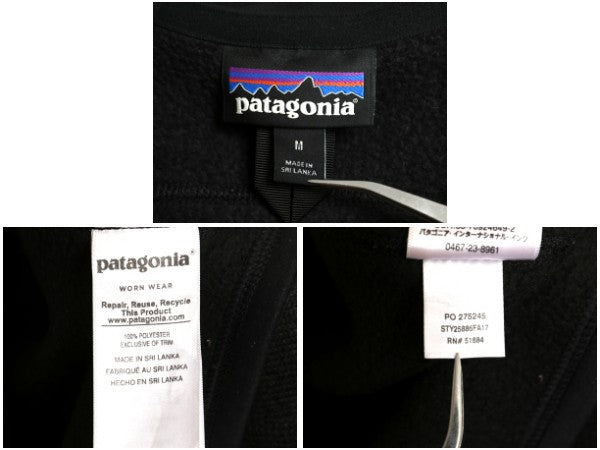 patagonia®
M
MADE IN
SRI LANKA
patagonia®
WORN WEAR
Repair, Reuse, Recycle
This Product
www.patagonia.com
100% POLYESTER
EXCLUSIVE OF TRIM
MADE IN SRI LANKA
FABRIQUÉ AU SRI LANKA
HECHO EN SRI LANKA
パタゴニア・インターナショナル・インク
0467-23-8961
PO 275245
STY25885FA17
RN# 51884